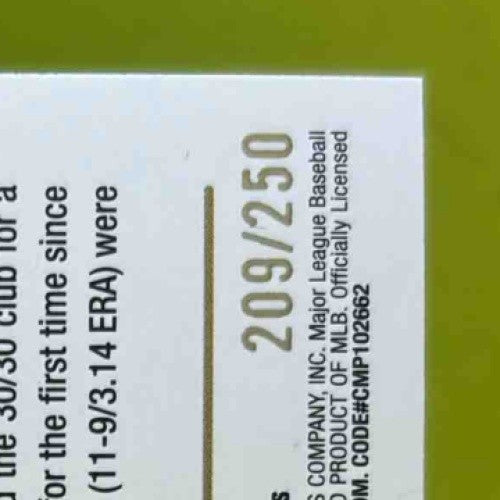 the 30/30 club for a
for the first time since
(11-9/3.14 ERA) were
209/250
COMPANY, INC. Major League Baseball
PRODUCT OF MLB. Officially Licensed
CODE#CMP102662